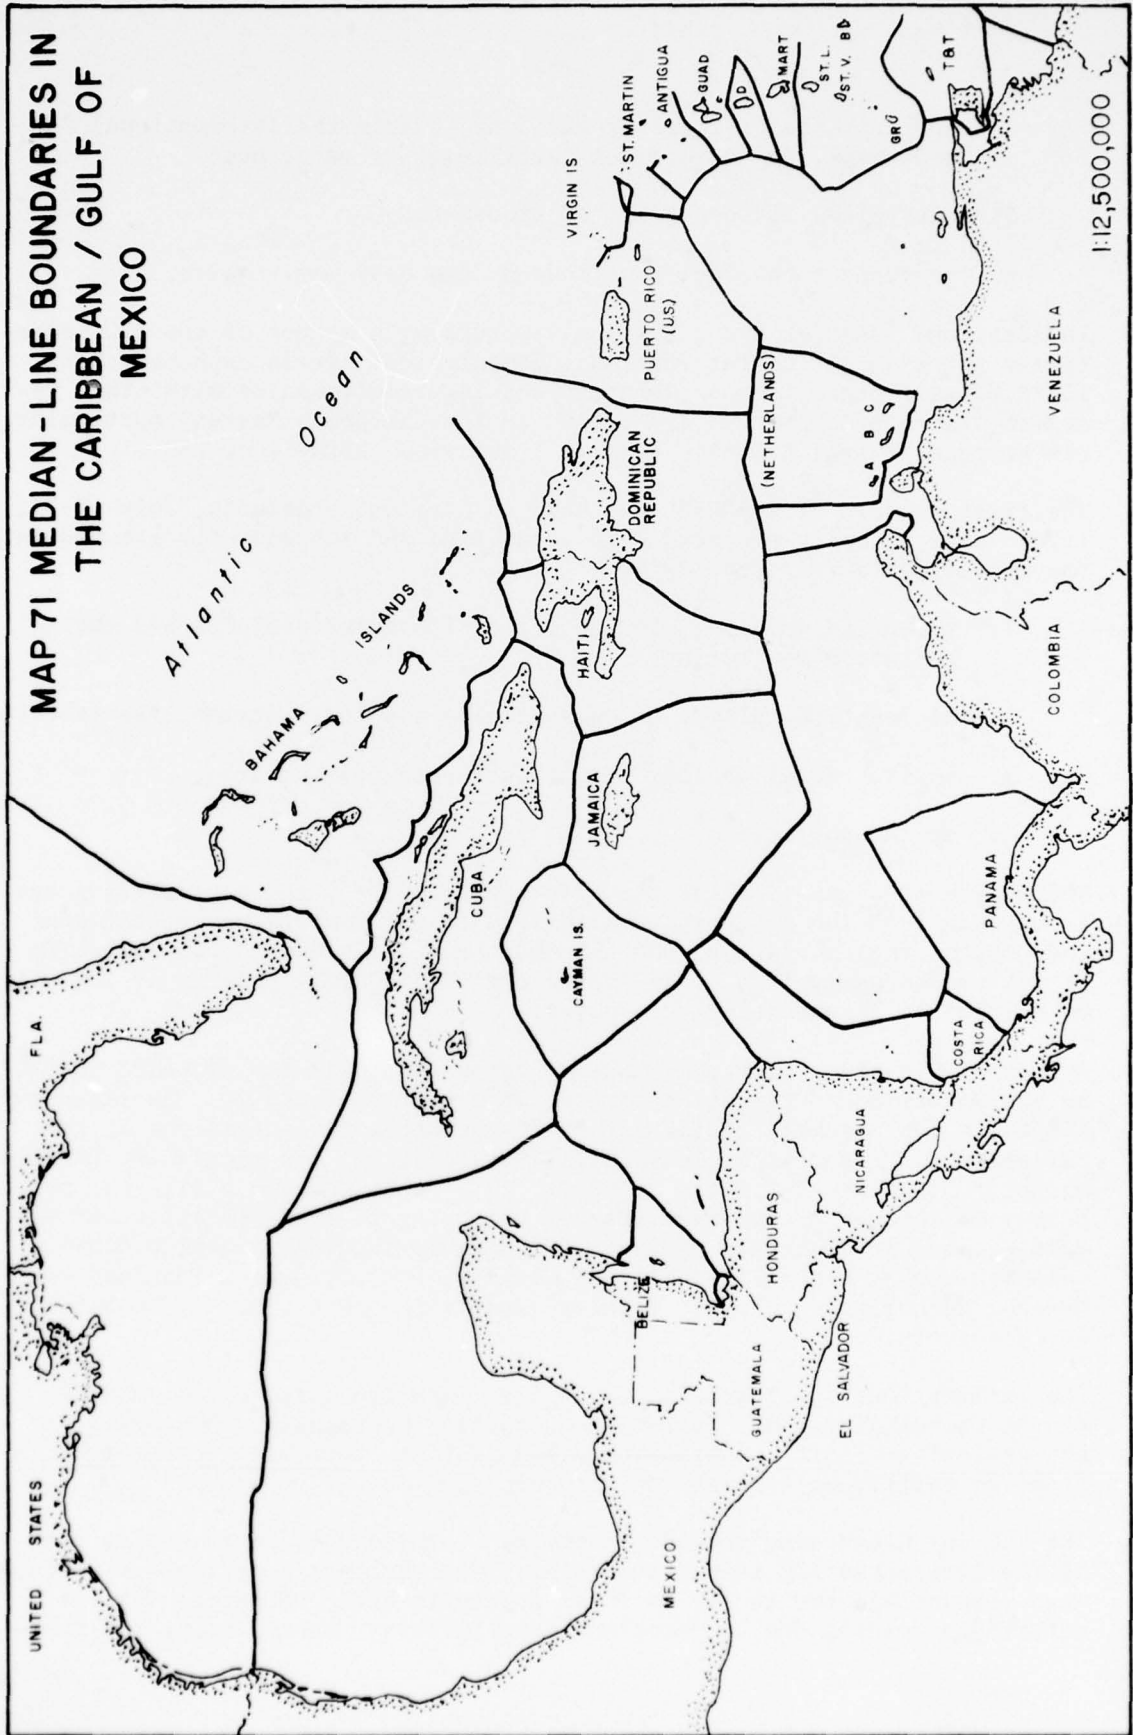 MAP 71 MEDIAN-LINE BOUNDARIES IN
THE CARIBBEAN / GULF OF
MEXICO
UNITED STATES
FLA.
Atlantic
Ocean
BAHAMA
ISLANDS
CUBA
CAYMAN IS.
JAMAICA
HAITI
DOMINICAN
REPUBLIC
PUERTO RICO
(U.S)
VIRGIN IS
ST. MARTIN
ANTIGUA
GUAD
D
MART
ST. L.
ST. V.
BD
GR
T&T
(NETHERLANDS)
A B C
MEXICO
BELIZE
GUATEMALA
HONDURAS
EL SALVADOR
NICARAGUA
COSTA
RICA
PANAMA
COLOMBIA
VENEZUELA
1:12,500,000